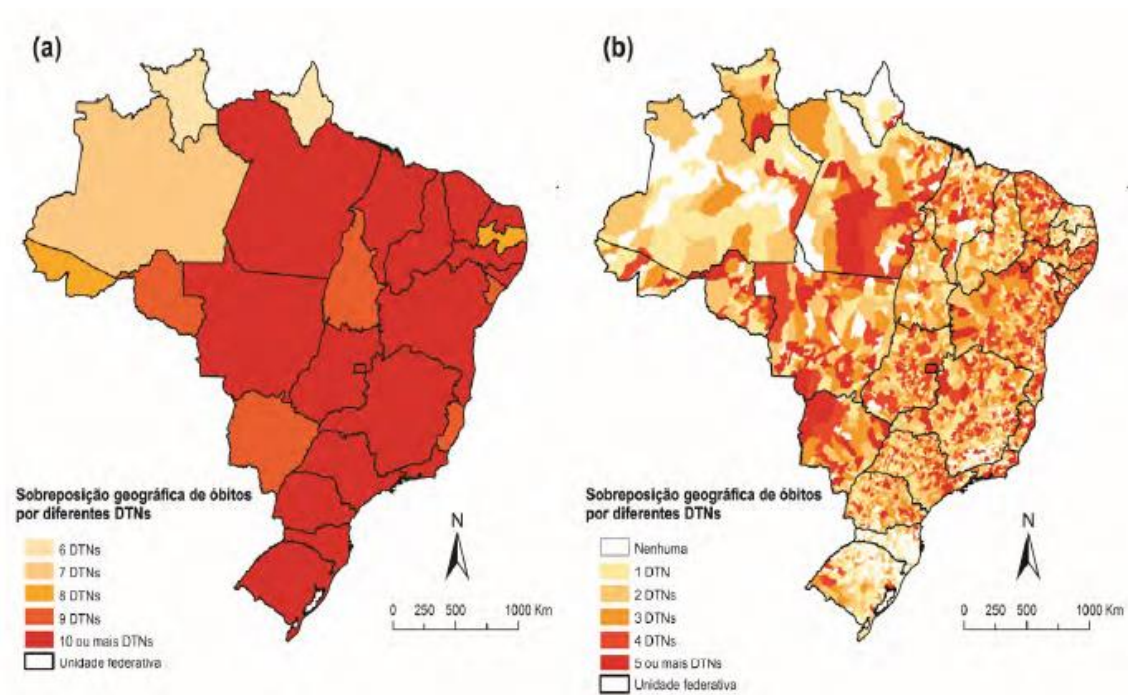 (a)
Sobreposição geográfica de óbitos
por diferentes DTNs
6 DTNs
7 DTNs
8 DTNs
9 DTNs
10 ou mais DTNs
Unidade federativa
N
0 250 500 1000 Km
(b)
Sobreposição geográfica de óbitos
por diferentes DTNs
Nenhuma
1 DTN
2 DTNs
3 DTNs
4 DTNs
5 ou mais DTNs
Unidade federativa
N
0 250 500 1000 Km